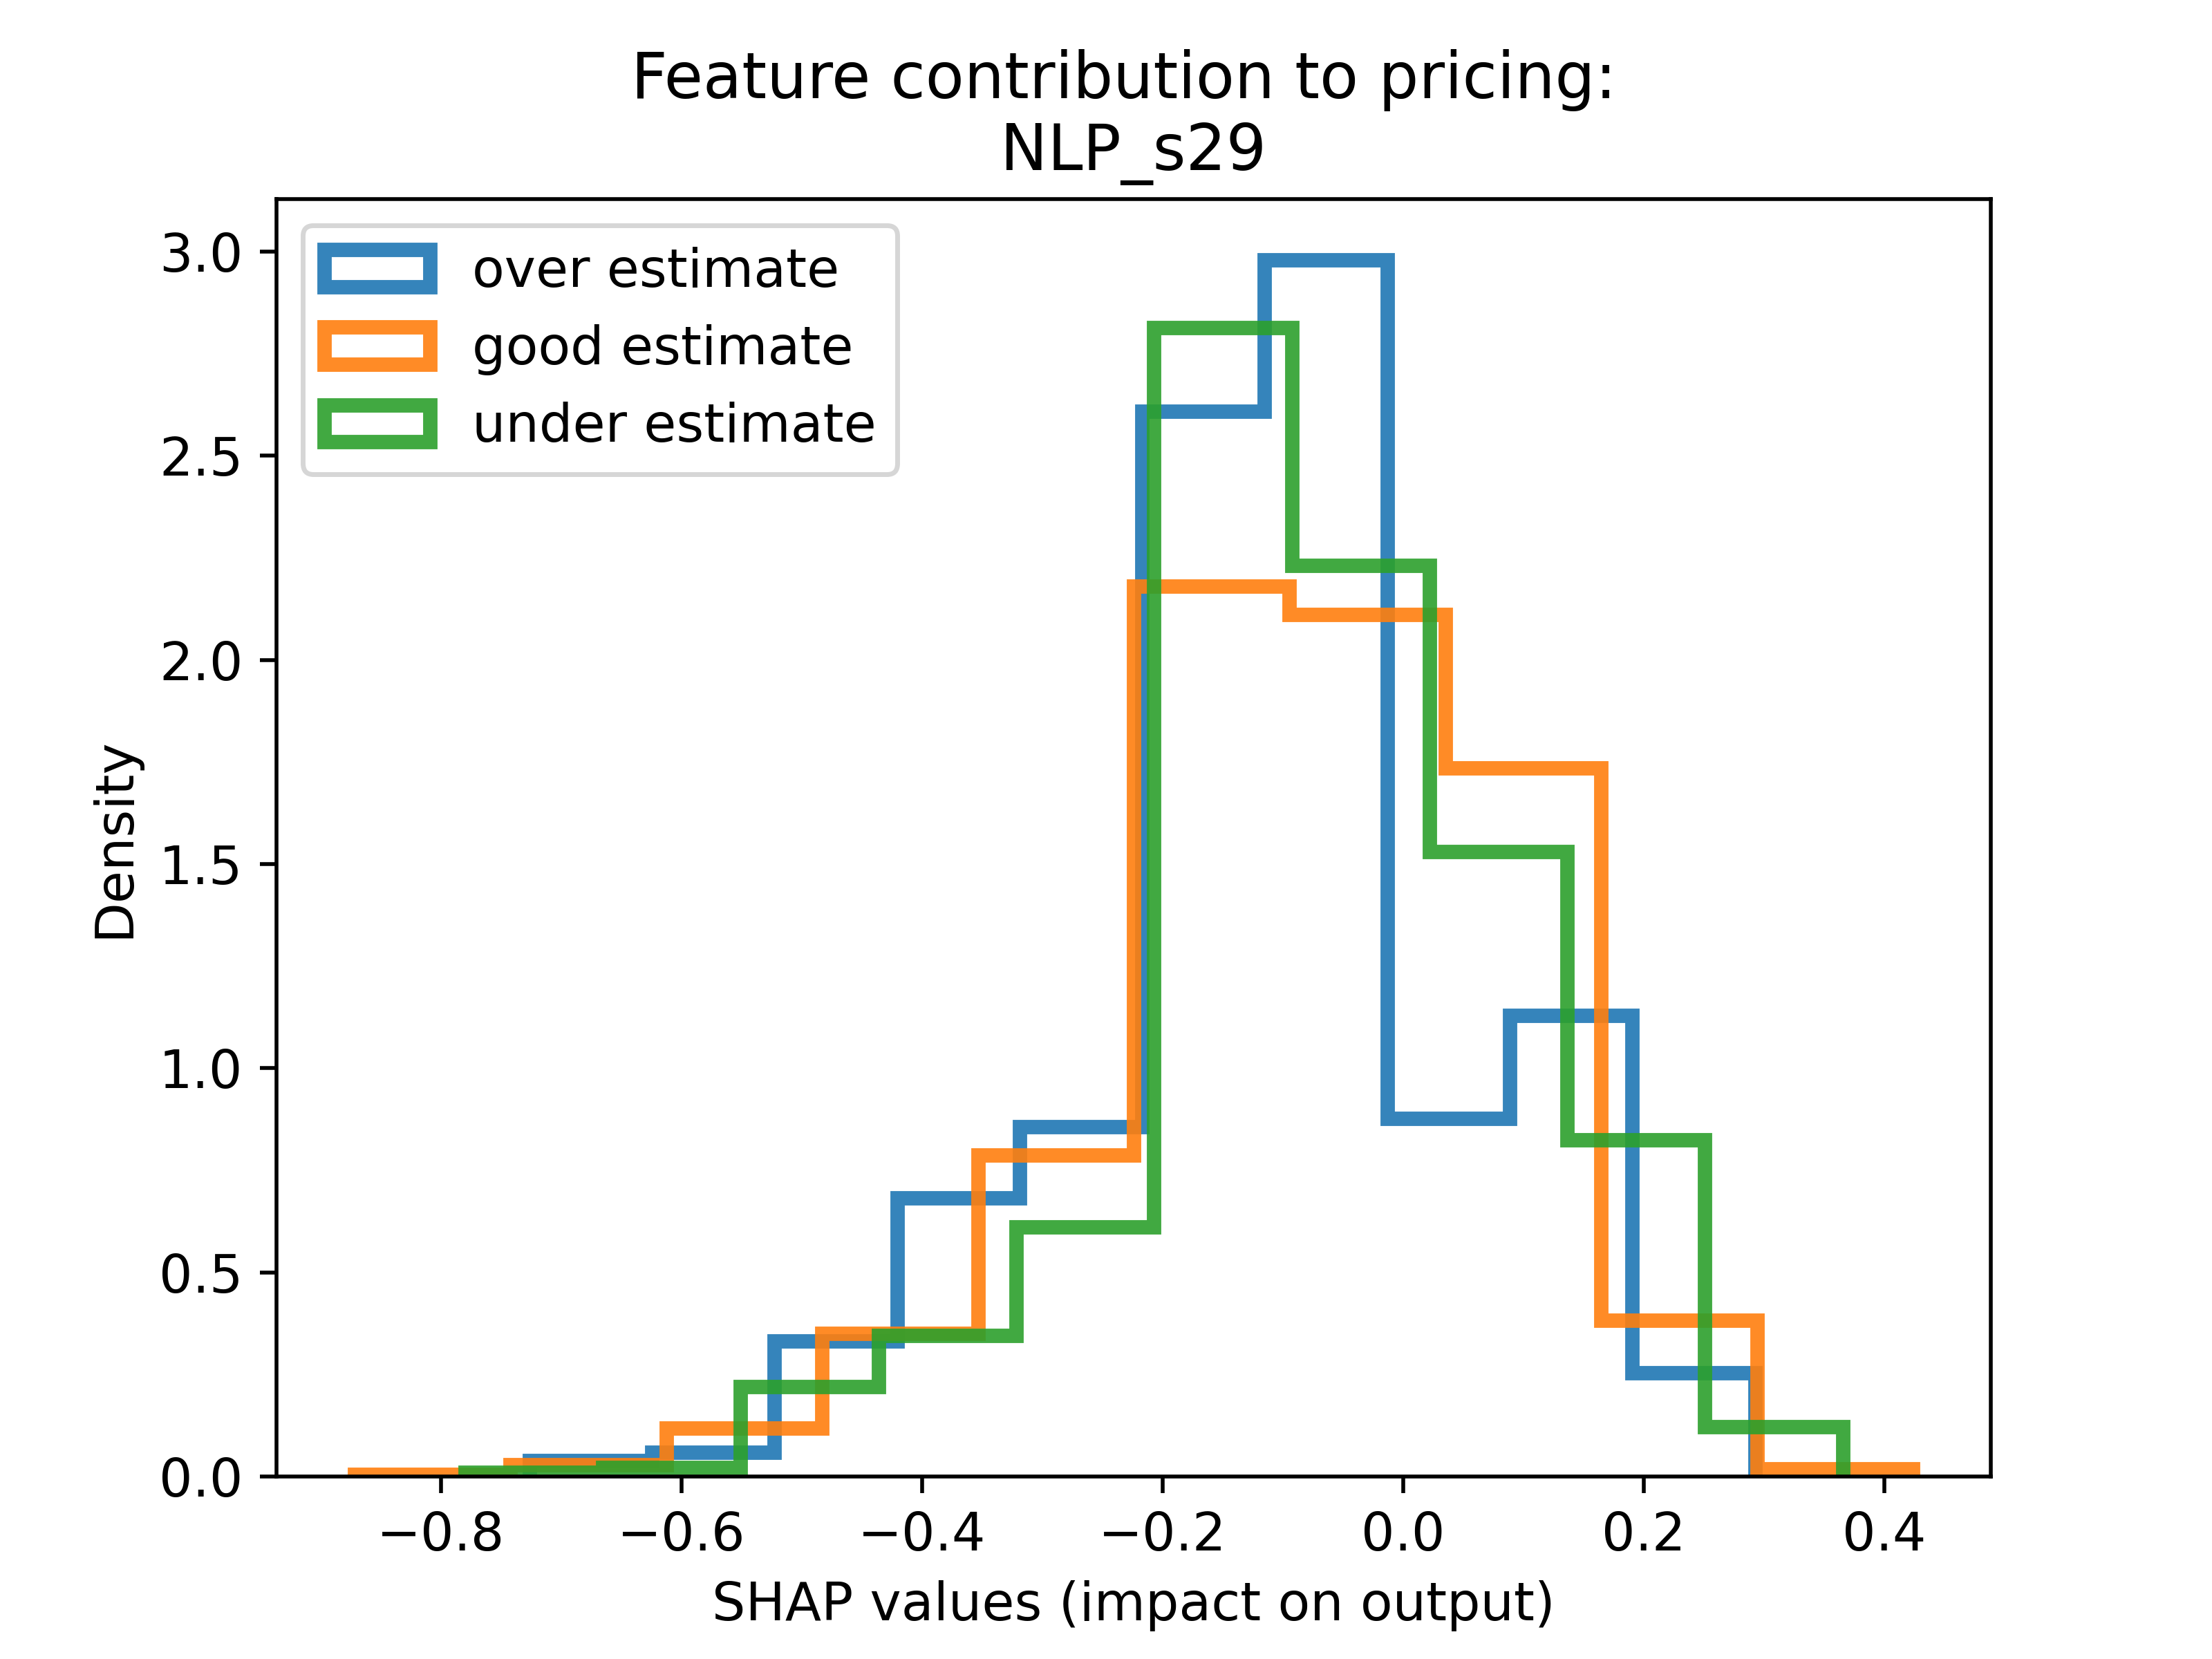 Feature contribution to pricing:
NLP_s29
over estimate
good estimate
under estimate
3.0
2.5
2.0
1.5
1.0
0.5
0.0
Density
−0.8 −0.6 −0.4 −0.2 0.0 0.2 0.4
SHAP values (impact on output)